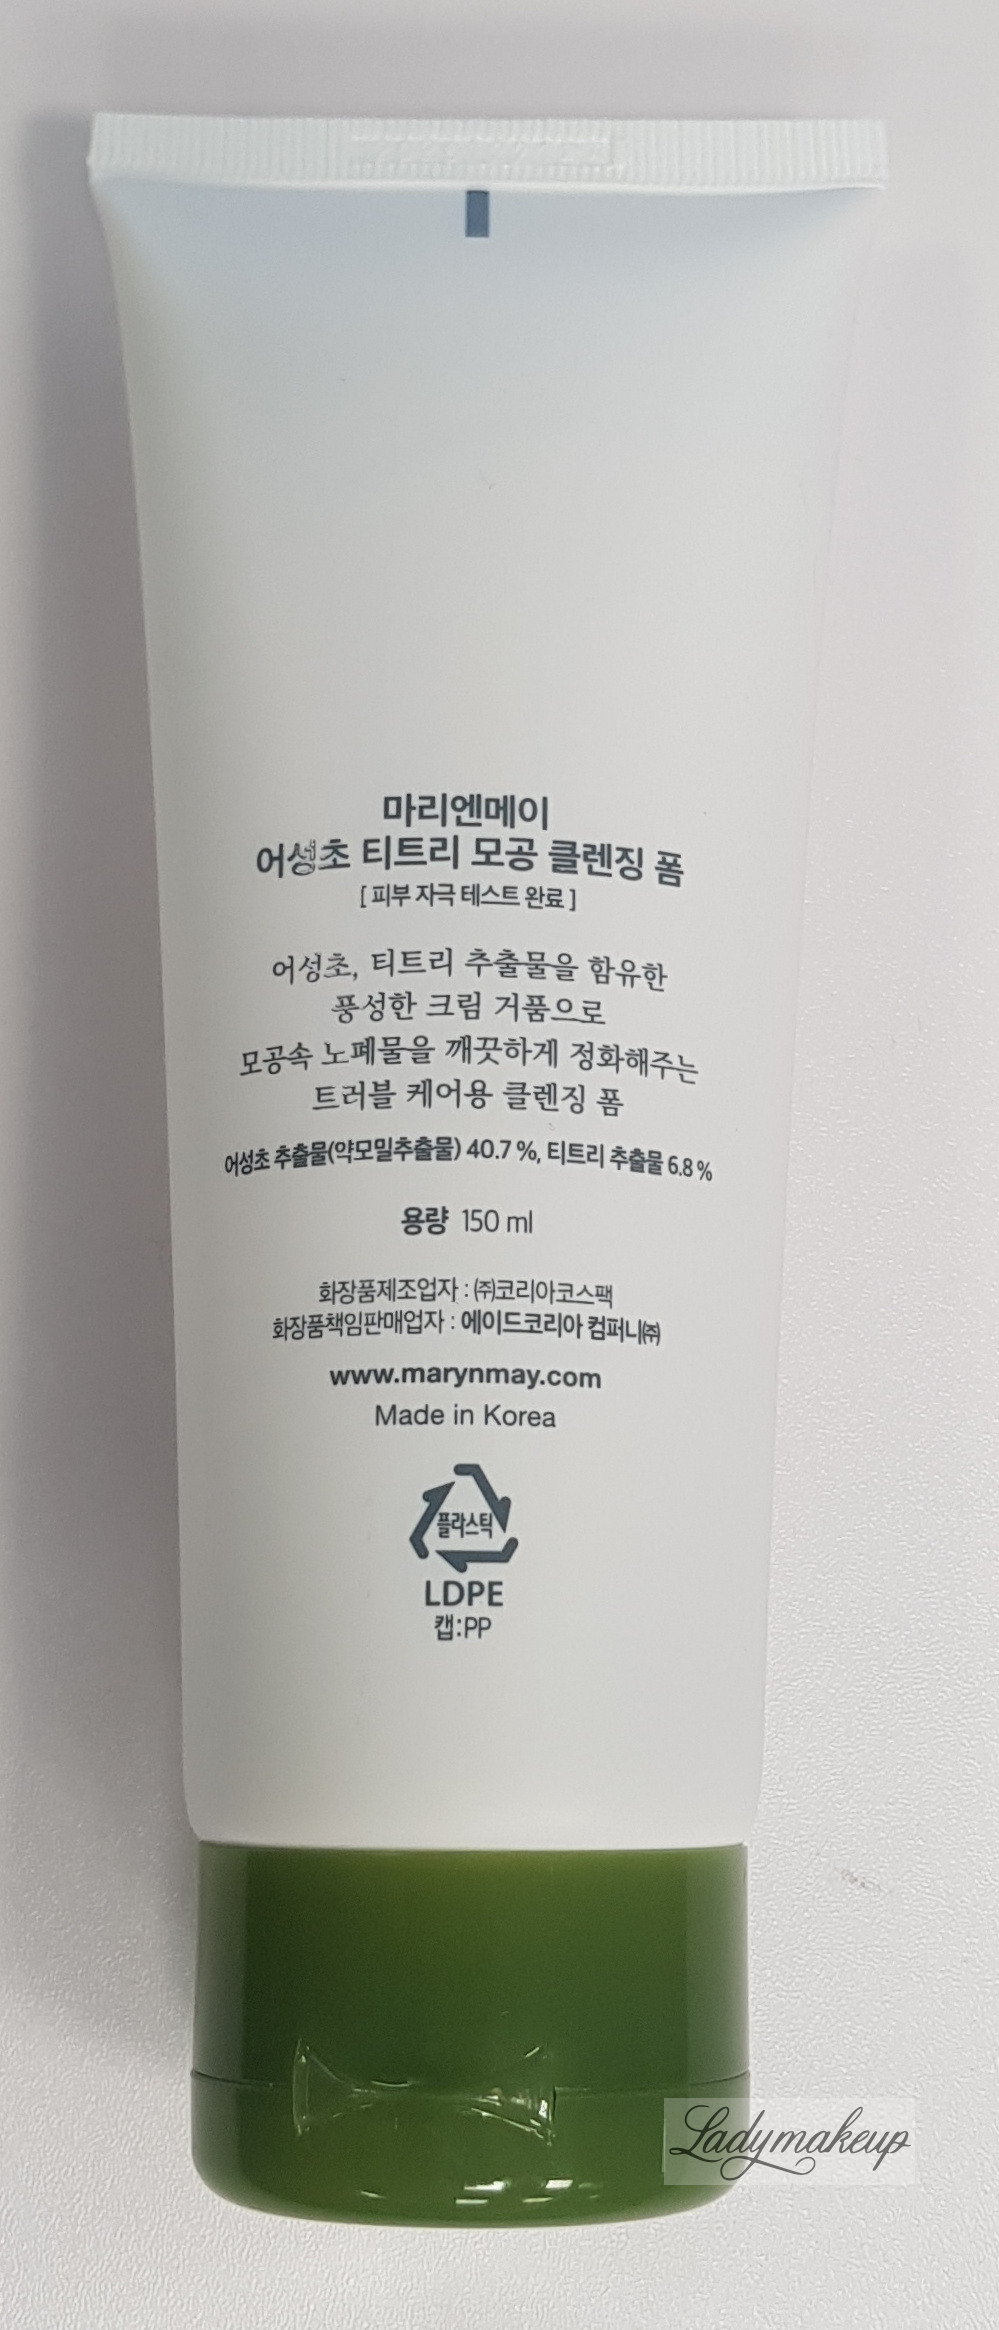 마리엔메이
어성초 티트리 모공 클렌징 폼
[ 피부 자극 테스트 완료 ]
어성초, 티트리 추출물을 함유한
풍성한 크림 거품으로
모공속 노폐물을 깨끗하게 정화해주는
트러블 케어용 클렌징 폼
어성초 추출물(약모밀추출물) 40.7 %, 티트리 추출물 6.8 %
용량 150 ml
화장품제조업자 : ㈜코리아코스팩
화장품책임판매업자 : 에이드코리아 컴퍼니㈜
www.marynmay.com
Made in Korea
플라스틱
LDPE
캡:PP
Ladymakeup